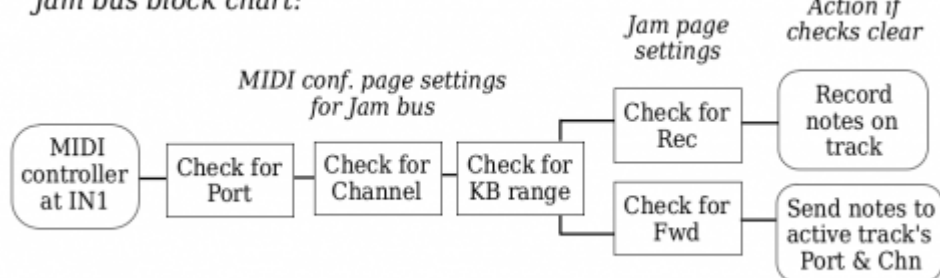 Jam bus block chart:
Jam page
settings
Action if
checks clear
MIDI conf. page settings
for Jam bus
MIDI
controller
at IN1
Check for
Port
Check for
Channel
Check for
KB range
Check for
Rec
Record
notes on
track
Check for
Fwd
Send notes to
active track's
Port & Chn